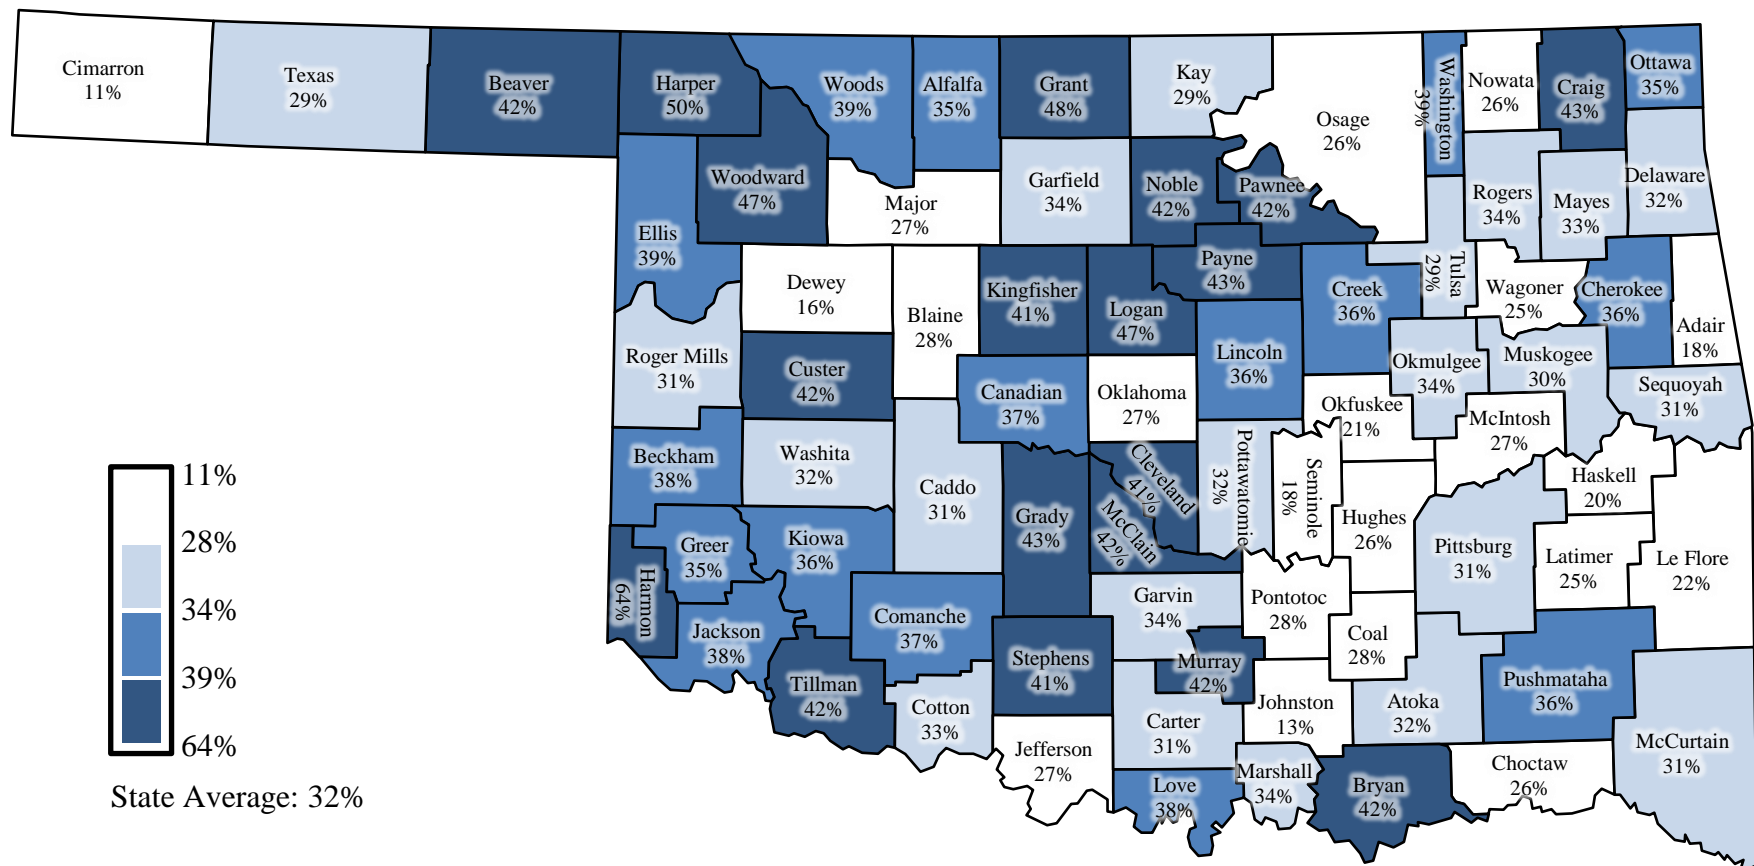 Cimarron
11%
Texas
29%
Beaver
42%
Harper
50%
Woods
39%
Alfalfa
35%
Grant
48%
Kay
29%
Osage
26%
Washington
39%
Nowata
26%
Craig
43%
Ottawa
35%
Woodward
47%
Major
27%
Garfield
34%
Noble
42%
Pawnee
42%
Rogers
34%
Mayes
33%
Delaware
32%
Ellis
39%
Dewey
16%
Blaine
28%
Kingfisher
41%
Logan
47%
Payne
43%
Creek
36%
Tulsa
29%
Wagoner
25%
Cherokee
36%
Adair
18%
Roger Mills
31%
Custer
42%
Canadian
37%
Oklahoma
27%
Lincoln
36%
Okmulgee
34%
Muskogee
30%
Sequoyah
31%
Okfuskee
21%
McIntosh
27%
Beckham
38%
Washita
32%
Caddo
31%
Grady
43%
Cleveland
41%
McClain
42%
Pottawatomie
32%
Seminole
18%
Hughes
26%
Haskell
20%
Pittsburg
31%
Latimer
25%
Le Flore
22%
Greer
35%
Kiowa
36%
Harmon
64%
Jackson
38%
Comanche
37%
Garvin
34%
Pontotoc
28%
Coal
28%
Tillman
42%
Stephens
41%
Murray
42%
Johnston
13%
Atoka
32%
Pushmataha
36%
Cotton
33%
Carter
31%
Jefferson
27%
Love
38%
Marshall
34%
Bryan
42%
Choctaw
26%
McCurtain
31%
11%
28%
34%
39%
64%
State Average: 32%